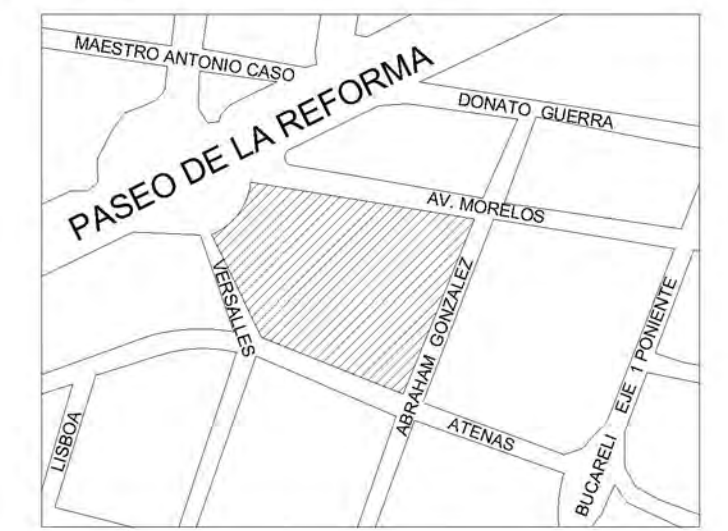 MAESTRO ANTONIO CASO
PASEO DE LA REFORMA
DONATO GUERRA
AV. MORELOS
VERSALLES
ABRAHAM GONZALEZ
EJE 1 PONIENTE
BUCARELI
ATENAS
LISBOA